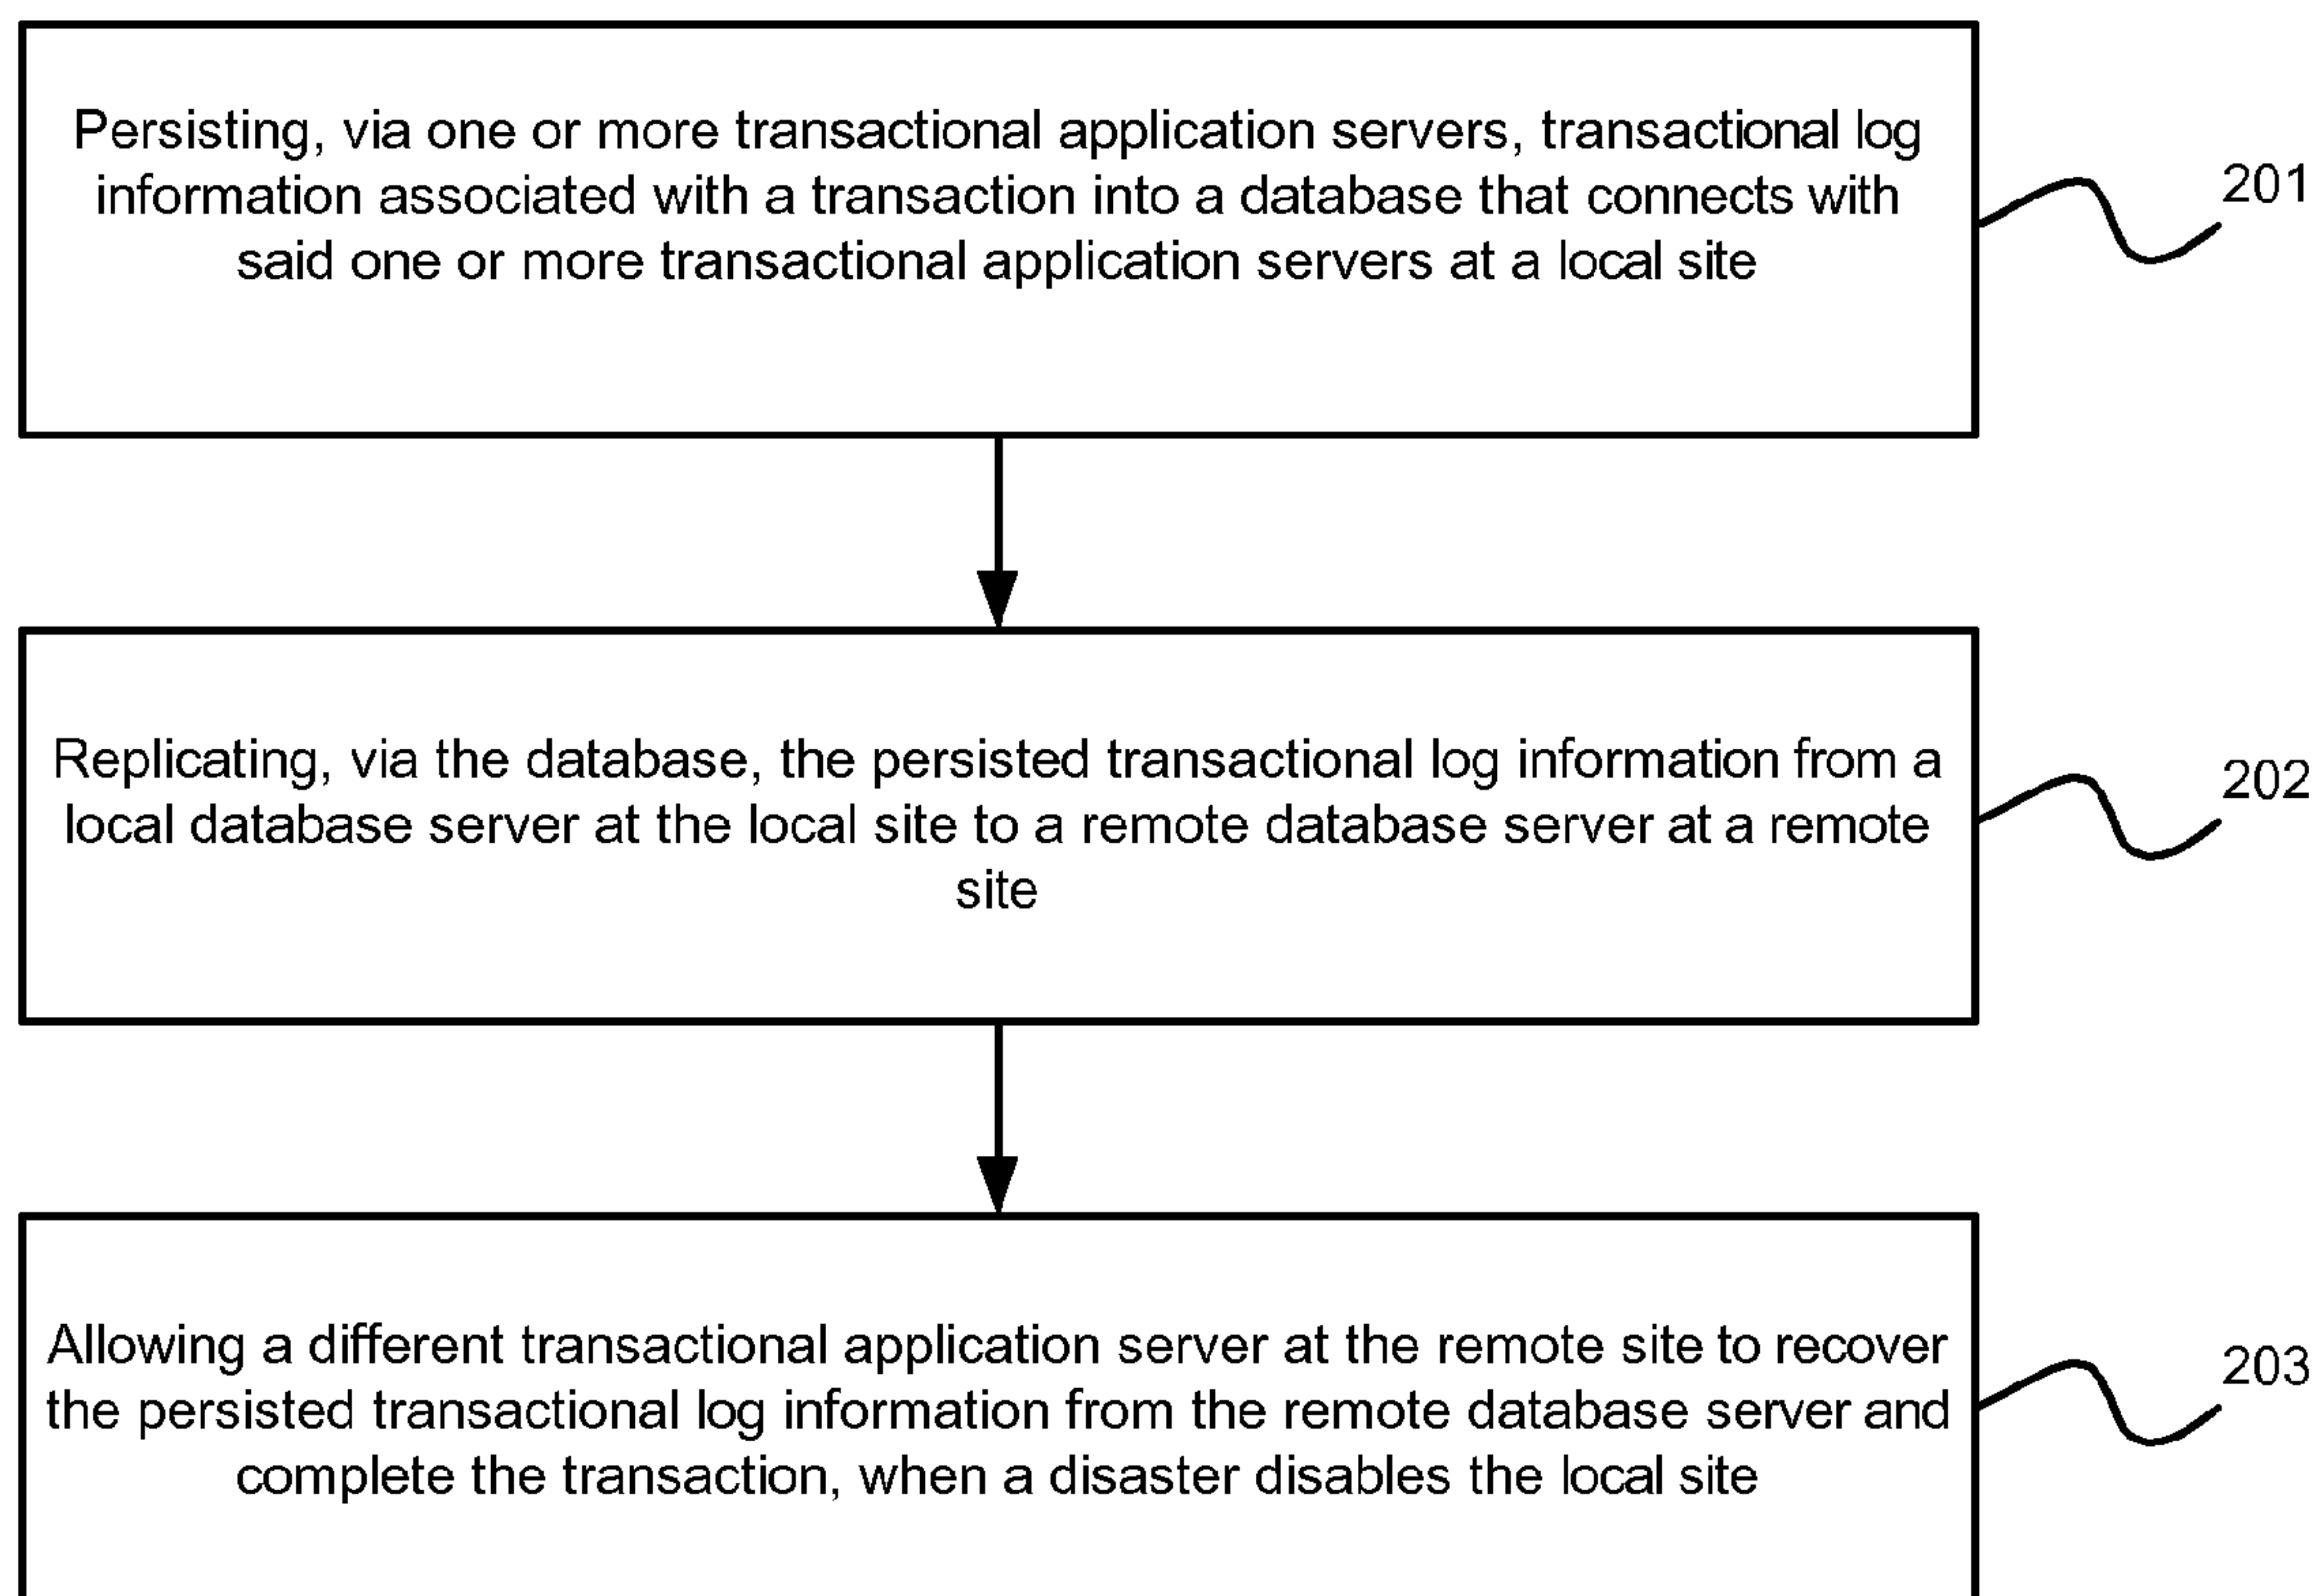 Persisting, via one or more transactional application servers, transactional log
information associated with a transaction into a database that connects with
said one or more transactional application servers at a local site
201
Replicating, via the database, the persisted transactional log information from a
local database server at the local site to a remote database server at a remote
site
202
Allowing a different transactional application server at the remote site to recover
the persisted transactional log information from the remote database server and
complete the transaction, when a disaster disables the local site
203